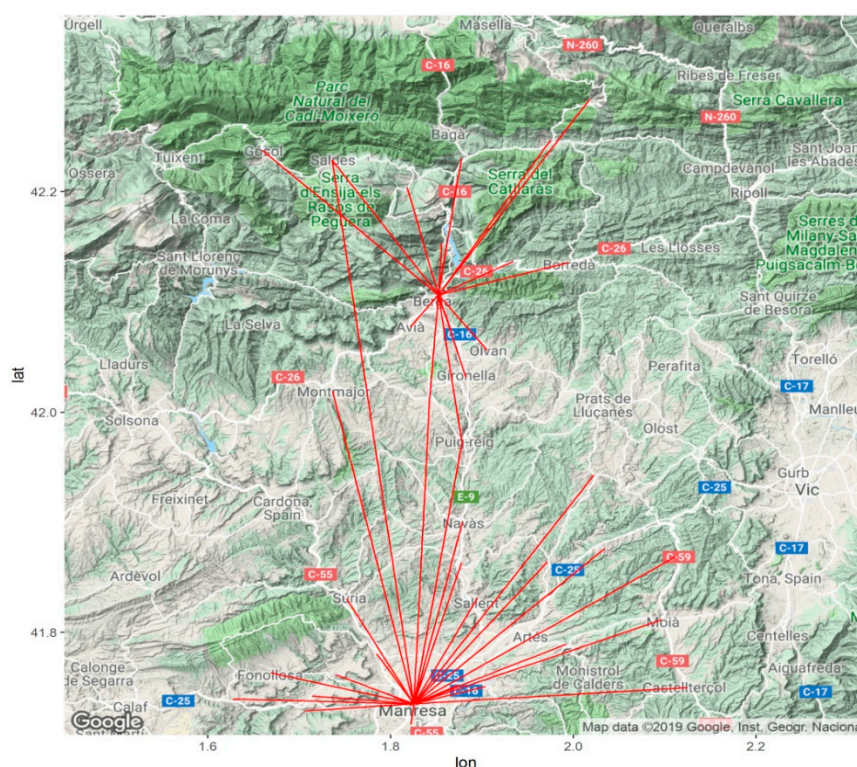 Urgell
Masella
Queralbs
N-260
C-16
Ribes de Freser
Parc
Natural del
Cadí-Moixeró
Serra Cavallera
N-260
Bagà
Sant Joan
les Abades
Tuixent
Gósol
Saldes
Ossera
Campdevànol
Serra
d'Ensija-els
Rasos de
Peguera
Serra del
Catllaràs
42.2
C-16
Ripoll
La Coma
Serres de
Milany-Sa
Magdalen
Puigsacalm-B
C-26
Les Llosses
Sant Llorenç
de Morunys
C-26
Borredà
Berga
Sant Quirze
de Besora
La Selva
Avià
C-16
Olvan
Lladurs
Perafita
Torelló
C-26
Gironella
Montmajor
C-17
lat
42.0
Prats de
Lluçanès
Manlleu
Solsona
Olost
Puig-reig
Gurb
C-25
Vic
Freixinet
Cardona,
Spain
E-9
Navàs
C-17
C-59
Ardèvol
C-55
C-25
Tona, Spain
Súria
Sallent
Moià
41.8
Artés
Centelles
Calonge
de Segarra
Fonollosa
C-25
Monistrol
de Calders
C-59
Aiguafreda
Castellterçol
C-25
C-16
C-17
Calaf
Manresa
Sant Martí
Google
C-55
Map data ©2019 Google, Inst. Geogr. Nacional
1.6
1.8
2.0
2.2
lon